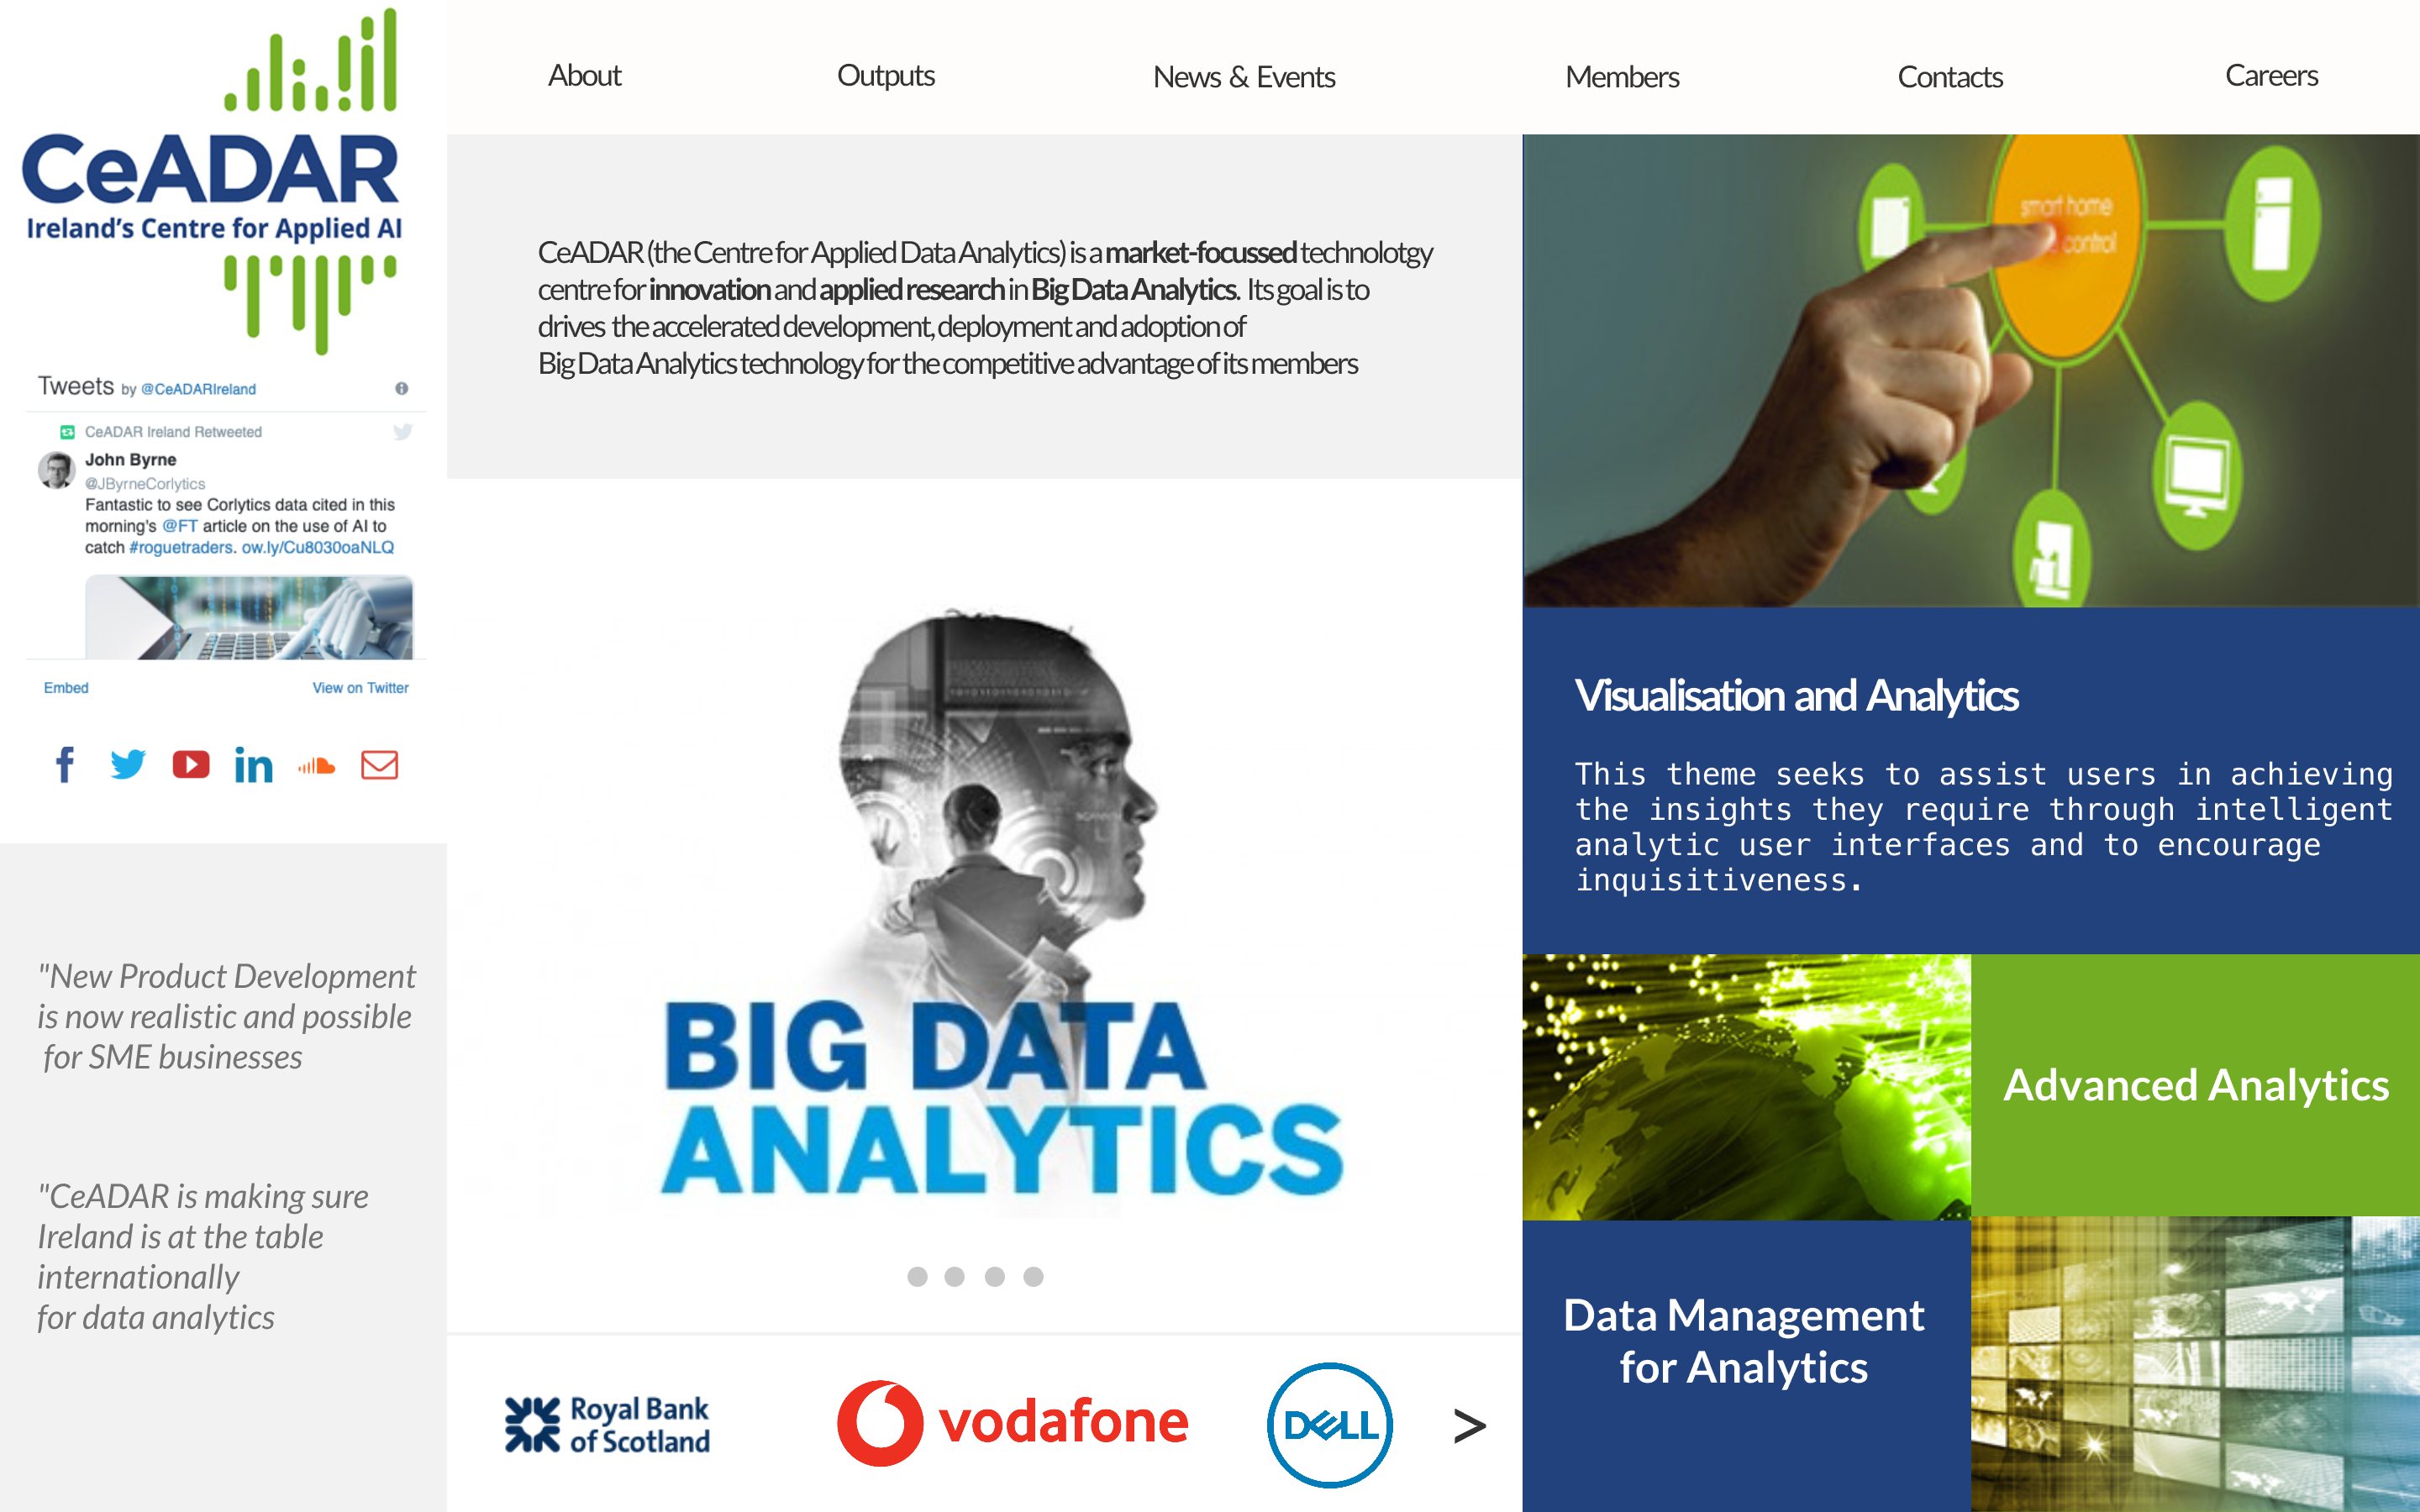 CeADAR
Ireland's Centre for Applied AI
Tweets by @CeADARIreland
CeADAR Ireland Retweeted
John Byrne
@JByrneCorlytics
Fantastic to see Corlytics data cited in this
morning's @FT article on the use of AI to
catch #roguetraders. ow.ly/Cu8030oaNLQ
Embed
View on Twitter
"New Product Development
is now realistic and possible
for SME businesses
"CeADAR is making sure
Ireland is at the table
internationally
for data analytics
About
Outputs
News & Events
Members
Contacts
Careers
CeADAR (the Centre for Applied Data Analytics) is a market-focussed technolotgy
centre for innovation and applied research in Big Data Analytics. Its goal is to
drives the accelerated development, deployment and adoption of
Big Data Analytics technology for the competitive advantage of its members
BIG DATA
ANALYTICS
Royal Bank
of Scotland
vodafone
DELL
>
smart home
control
Visualisation and Analytics
This theme seeks to assist users in achieving
the insights they require through intelligent
analytic user interfaces and to encourage
inquisitiveness.
Advanced Analytics
Data Management
for Analytics